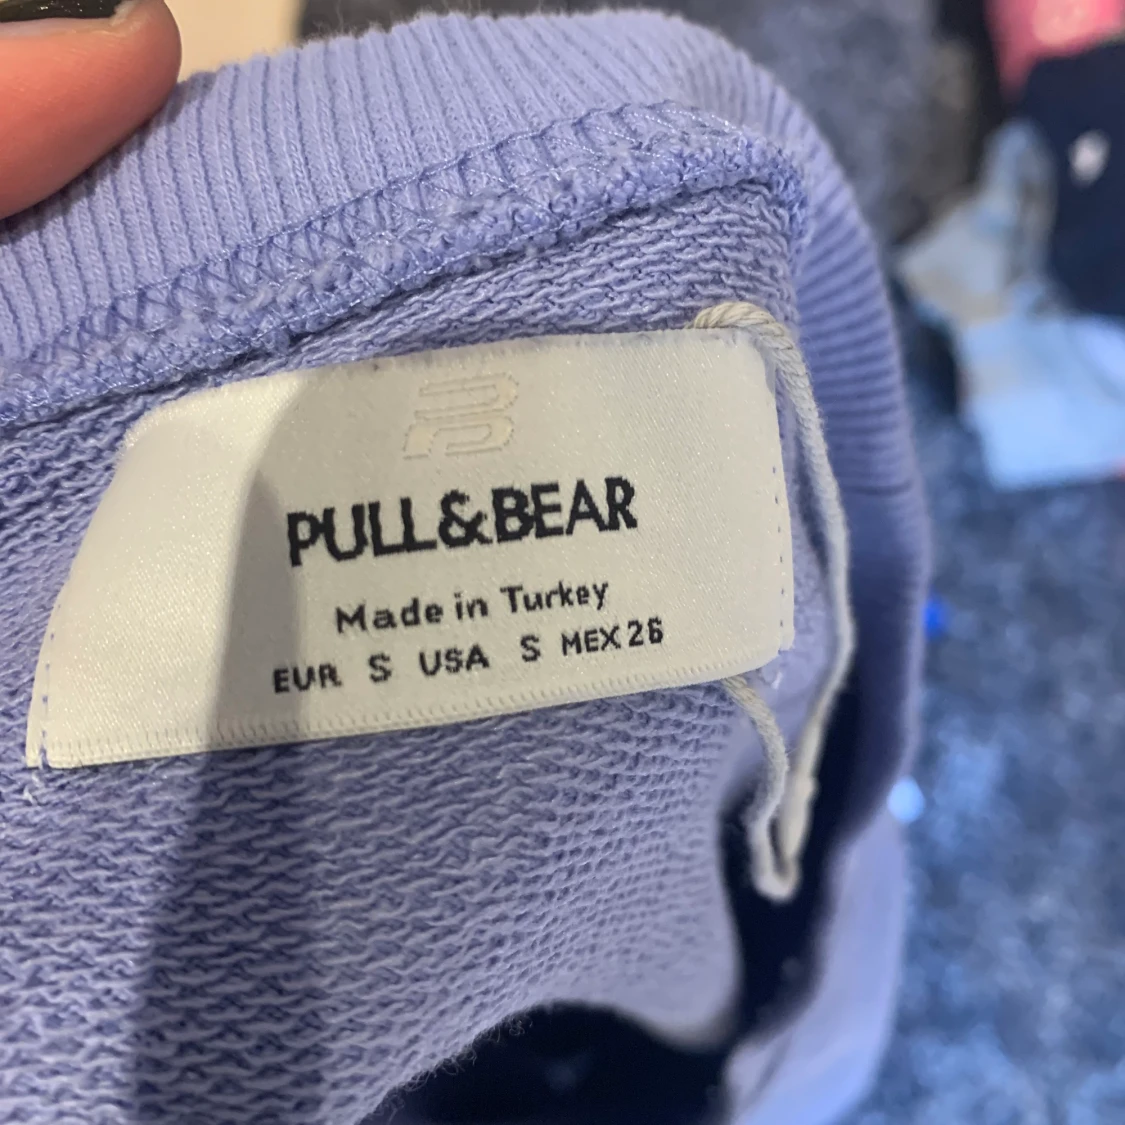 PULL&BEAR
Made in Turkey
EUR S USA S MEX 26